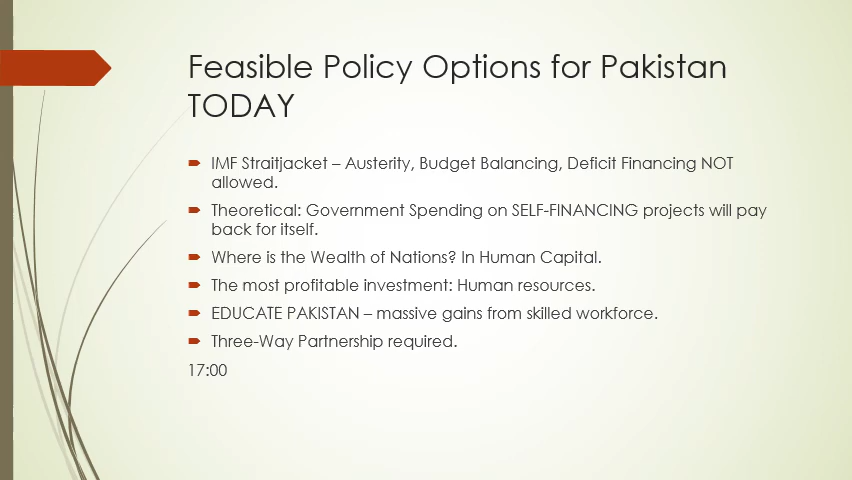 Feasible Policy Options for Pakistan
TODAY
IMF Straitjacket – Austerity, Budget Balancing, Deficit Financing NOT
allowed.
Theoretical: Government Spending on SELF-FINANCING projects will pay
back for itself.
Where is the Wealth of Nations? In Human Capital.
The most profitable investment: Human resources.
EDUCATE PAKISTAN – massive gains from skilled workforce.
Three-Way Partnership required.
17:00